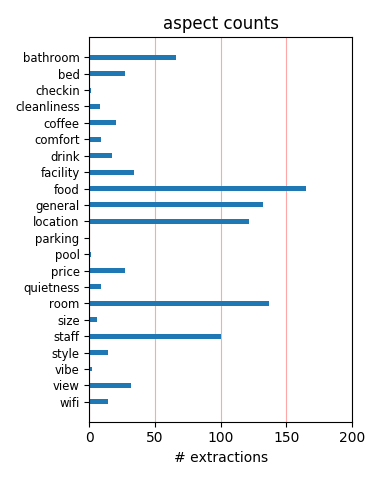 aspect counts
bathroom
bed
checkin
cleanliness
coffee
comfort
drink
facility
food
general
location
parking
pool
price
quietness
room
size
staff
style
vibe
view
wifi
0 50 100 150 200
# extractions